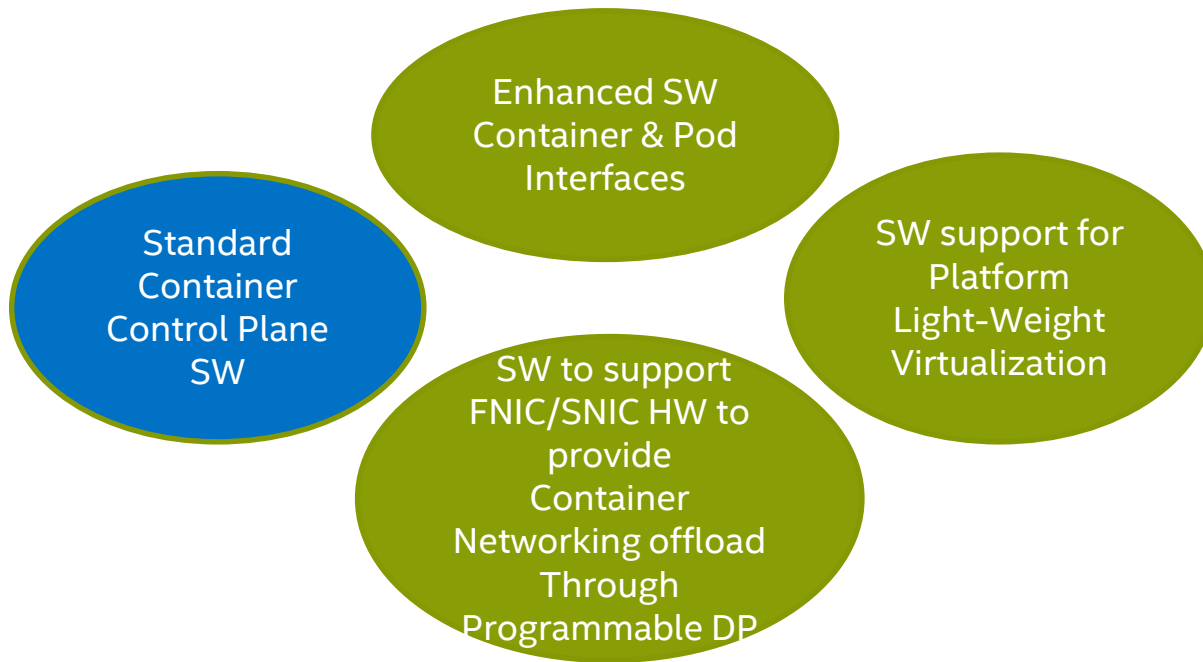 Enhanced SW
Container & Pod
Interfaces
Standard
Container
Control Plane
SW
SW support for
Platform
Light-Weight
Virtualization
SW to support
FNIC/SNIC HW to
provide
Container
Networking offload
Through
Programmable DP